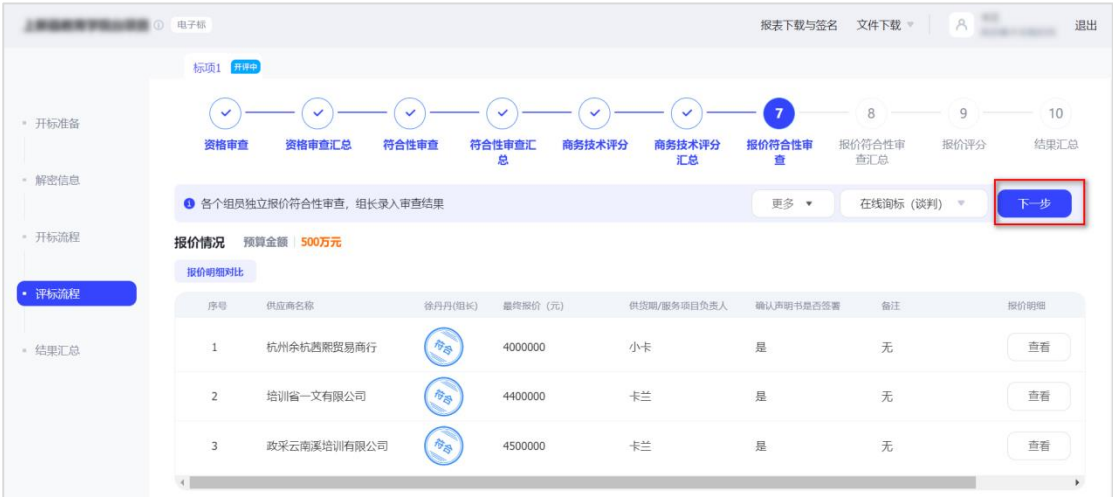 电子标 报表下载与签名 文件下载 退出
标项1 开评中
开标准备
解密信息
开标流程
评标流程
结果汇总
7 8 9 10
资格审查 资格审查汇总 符合性审查 符合性审查汇总 商务技术评分 商务技术评分汇总 报价符合性审查 报价符合性审查汇总 报价评分 结果汇总
各个组员独立报价符合性审查，组长录入审查结果 更多 在线询标（谈判） 下一步
报价情况 预算金额 500万元
报价明细对比
序号 供应商名称 徐丹丹(组长) 最终报价（元） 供货期/服务项目负责人 确认声明书是否签署 备注 报价明细
1 杭州余杭茜熙贸易商行 符合 4000000 小卡 是 无 查看
2 培训省一文有限公司 符合 4400000 卡兰 是 无 查看
3 政采云南溪培训有限公司 符合 4500000 卡兰 是 无 查看